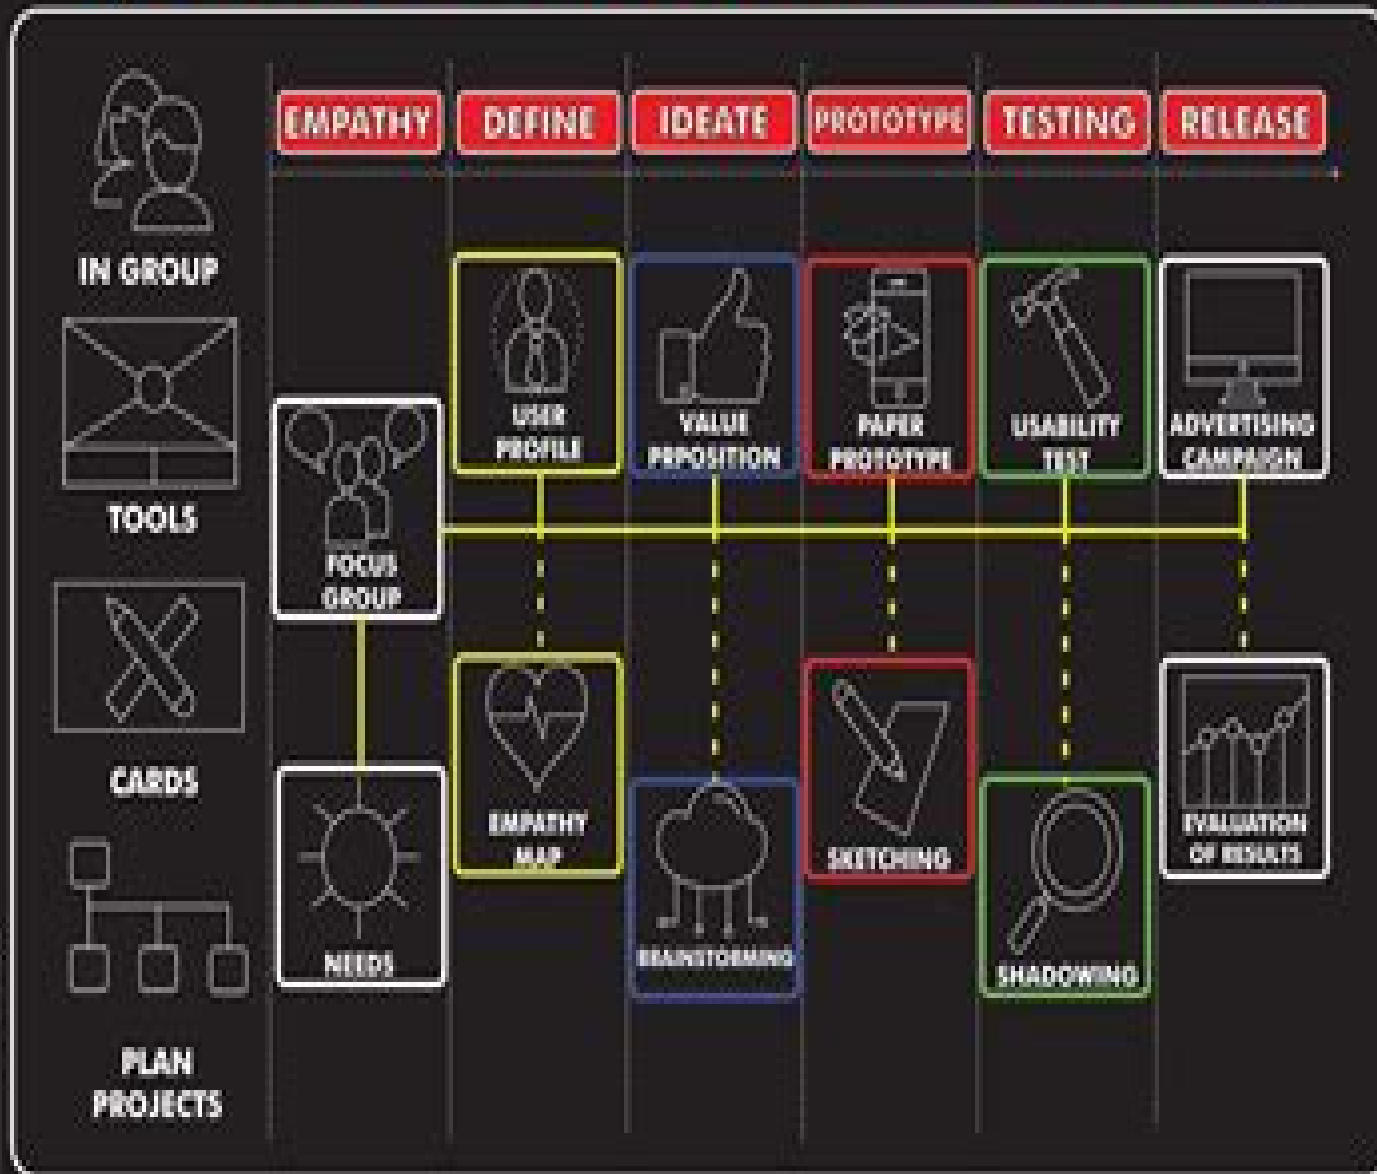 EMPATHY
DEFINE
IDEATE
PROTOTYPE
TESTING
RELEASE
IN GROUP
TOOLS
CARDS
PLAN
PROJECTS
FOCUS
GROUP
NEEDS
USER
PROFILE
EMPATHY
MAP
VALUE
PRPOSITION
BRAINSTORMING
PAPER
PROTOTYPE
SKETCHING
USABILITY
TEST
SHADOWING
ADVERTISING
CAMPAIGN
EVALUATION
OF RESULTS